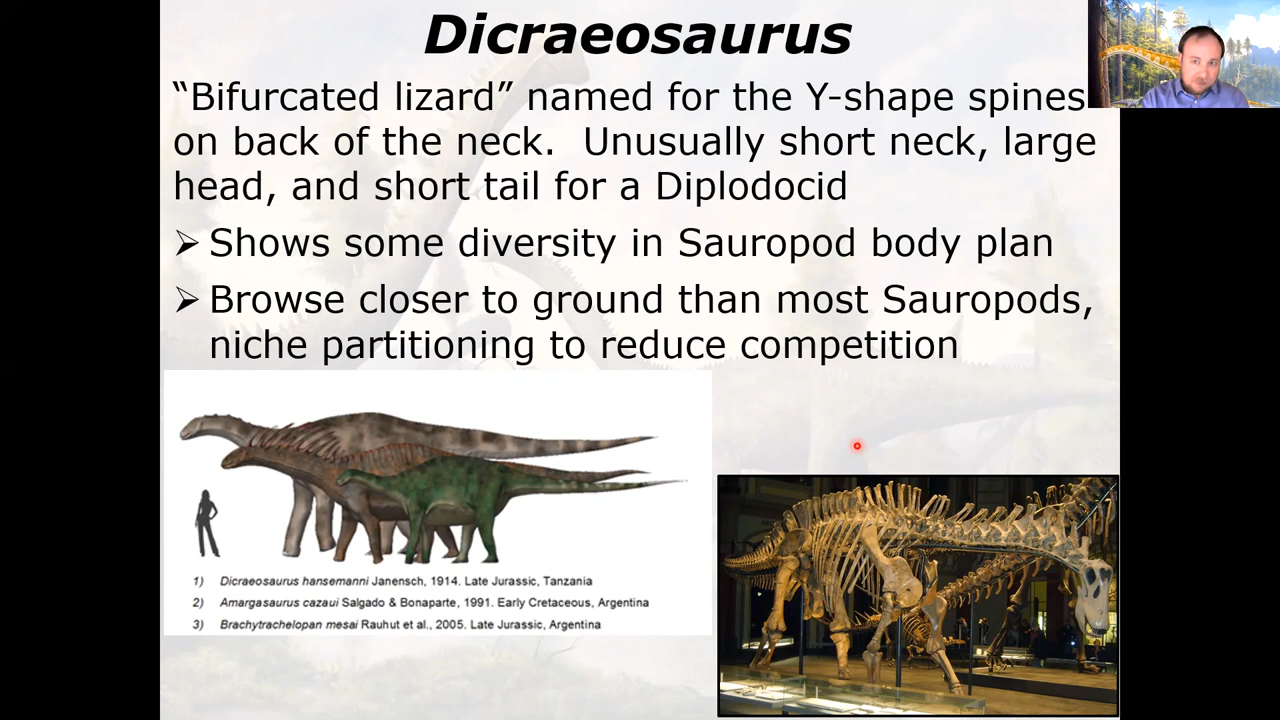 Dicraeosaurus
“Bifurcated lizard” named for the Y-shape spines
on back of the neck.  Unusually short neck, large
head, and short tail for a Diplodocid
➢ Shows some diversity in Sauropod body plan
➢ Browse closer to ground than most Sauropods,
niche partitioning to reduce competition
1) Dicraeosaurus hansemanni Janensch, 1914. Late Jurassic, Tanzania
2) Amargasaurus cazaui Salgado & Bonaparte, 1991. Early Cretaceous, Argentina
3) Brachytrachelopan mesai Rauhut et al., 2005. Late Jurassic, Argentina